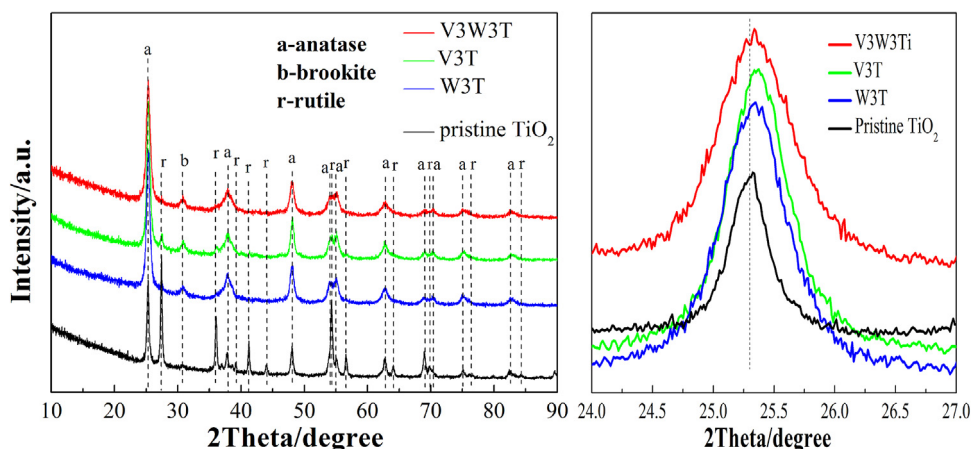 a-anatase
b-brookite
r-rutile
V3W3T
V3T
W3T
pristine TiO2
a
r
b
r
a
r
r
r
a
a
r
a
r
a
r
a
r
a
r
a
r
a
r
Intensity/a.u.
10 20 30 40 50 60 70 80 90
2Theta/degree
V3W3Ti
V3T
W3T
Pristine TiO2
24.0 24.5 25.0 25.5 26.0 26.5 27.0
2Theta/degree